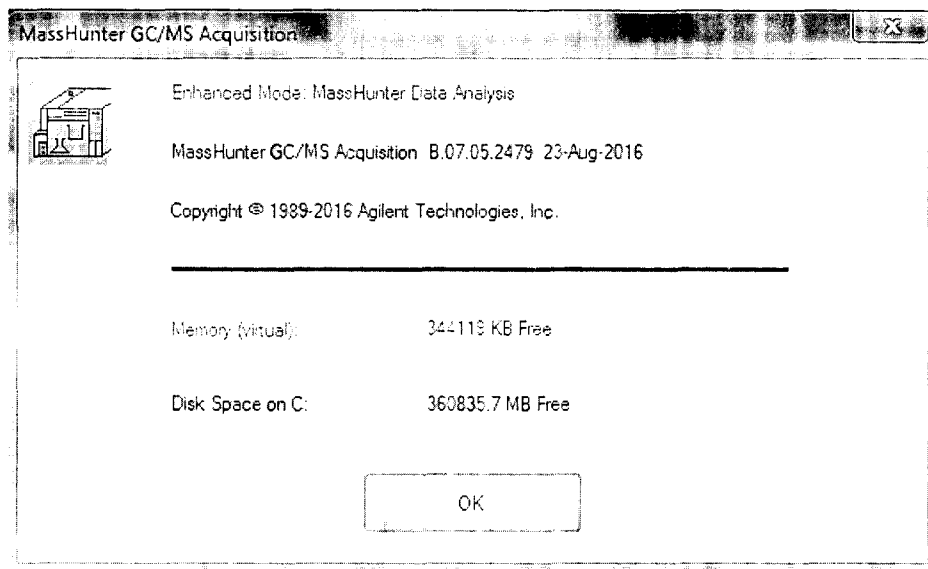 MassHunter GC/MS Acquisition
Enhanced Mode: MassHunter Data Analysis
MassHunter GC/MS Acquisition B.07.05.2479 23-Aug-2016
Copyright © 1989-2016 Agilent Technologies, Inc.
Memory (virtual): 344119 KB Free
Disk Space on C: 360835.7 MB Free
OK